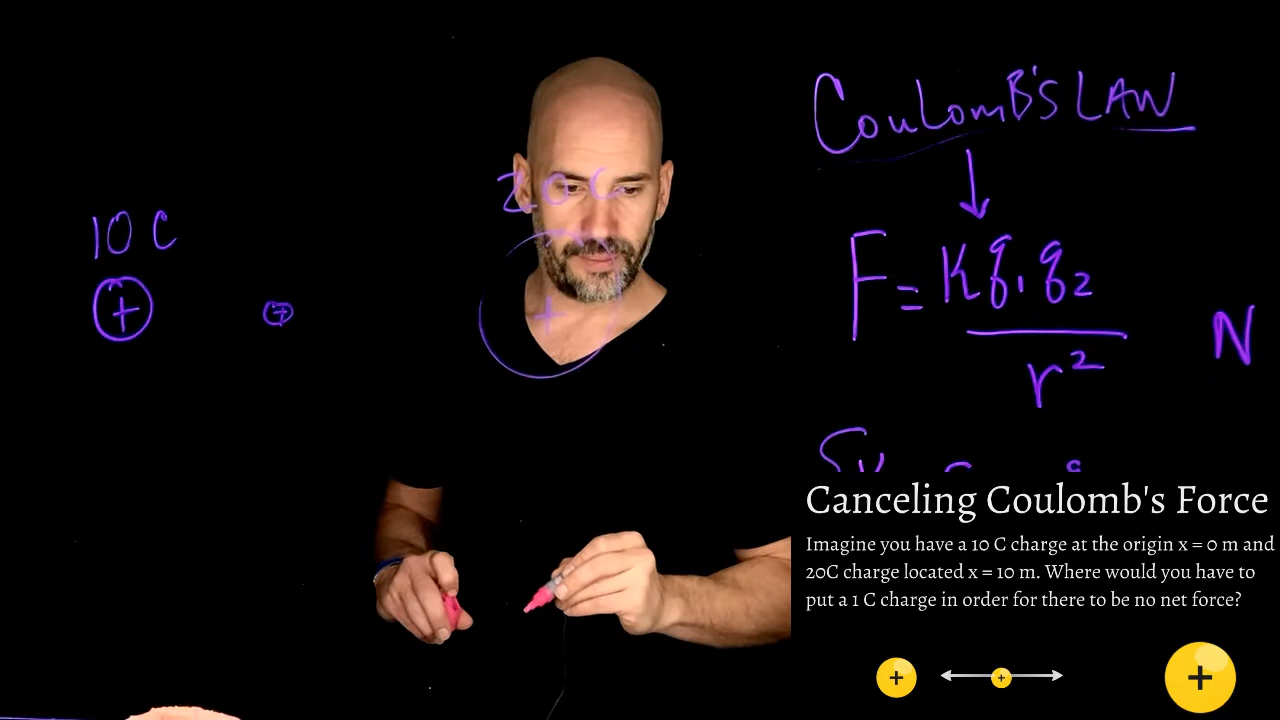 10 C
+
+
20C
+
COULOMB'S LAW
↓
F = K q1 q2
r²
N
Canceling Coulomb's Force
Imagine you have a 10 C charge at the origin x = 0 m and
20C charge located x = 10 m. Where would you have to
put a 1 C charge in order for there to be no net force?
+ + +